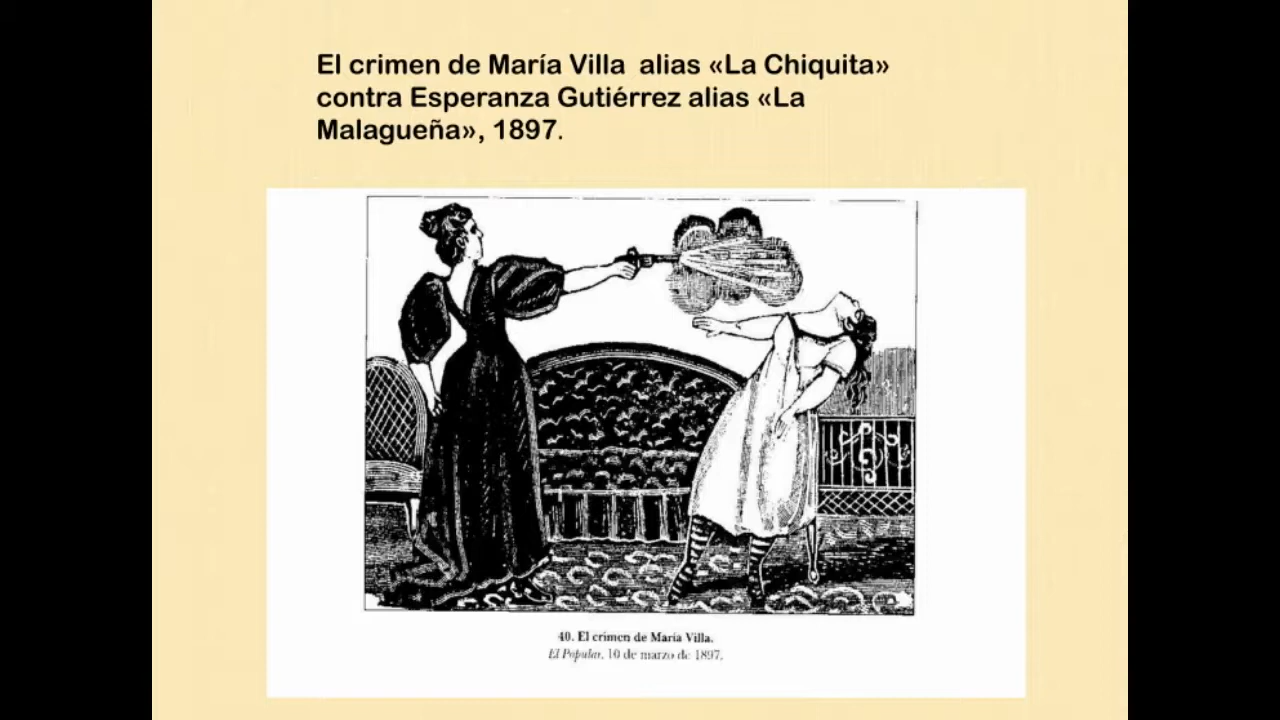 El crimen de María Villa alias «La Chiquita»
contra Esperanza Gutiérrez alias «La
Malagueña», 1897.
40. El crimen de María Villa.
El Popular, 10 de marzo de 1897.